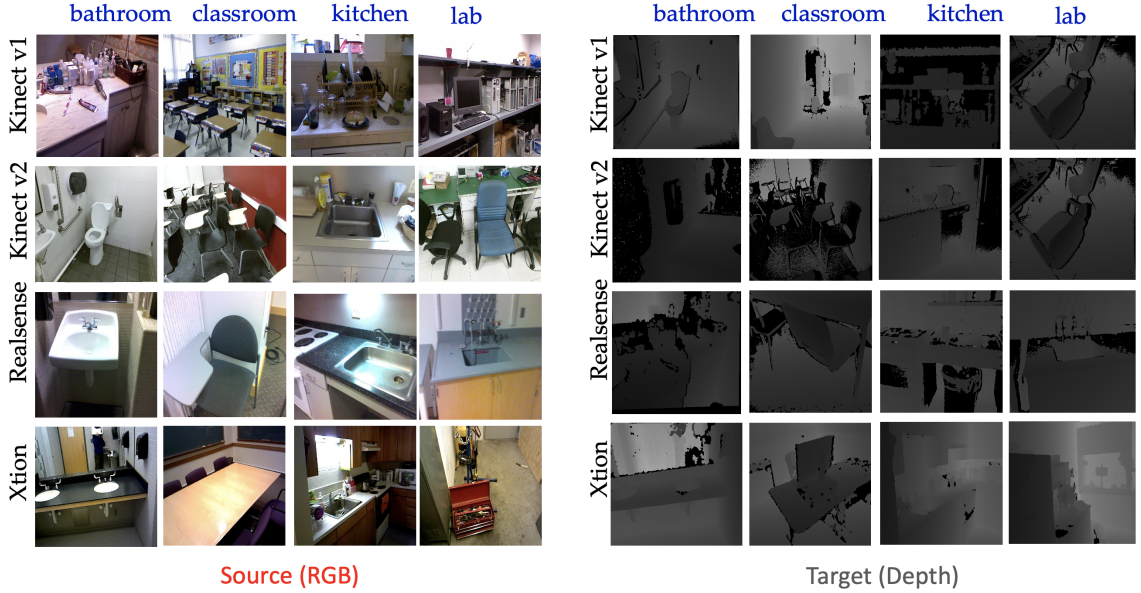 bathroom classroom kitchen lab
bathroom classroom kitchen lab
Kinect v1
Kinect v1
Kinect v2
Kinect v2
Realsense
Realsense
Xtion
Xtion
Source (RGB)
Target (Depth)